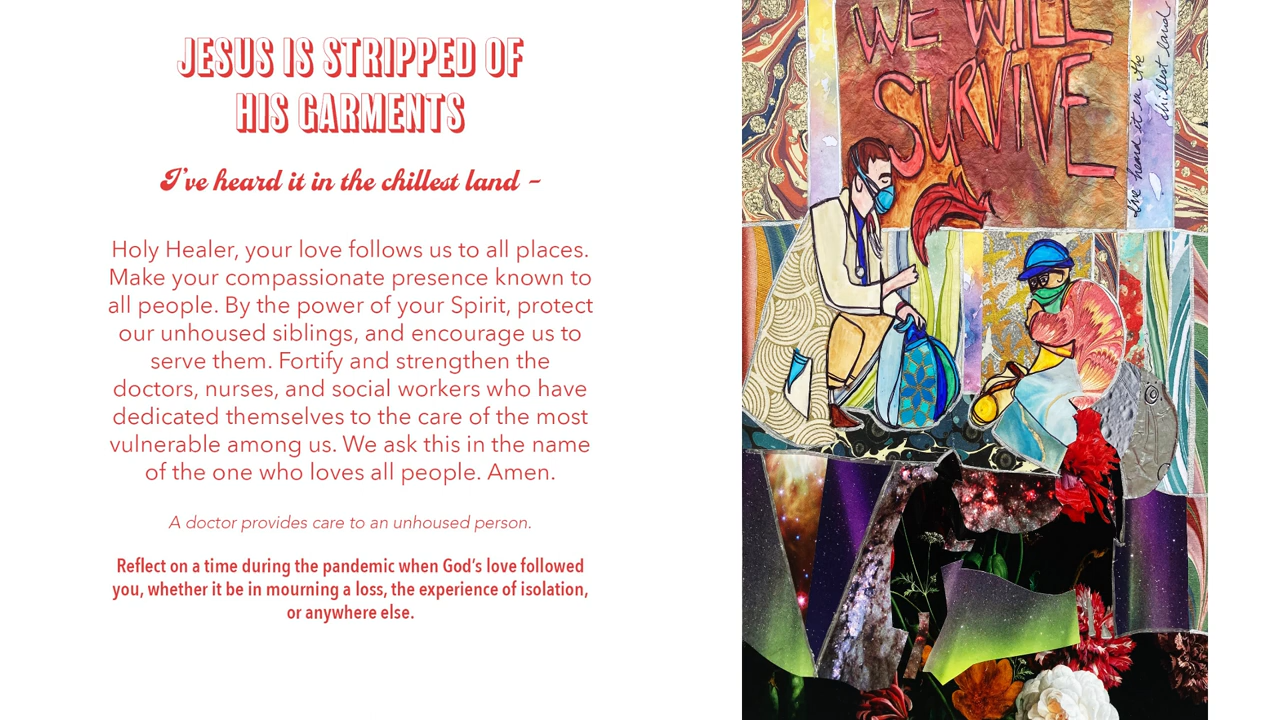 JESUS IS STRIPPED OF
HIS GARMENTS
I've heard it in the chillest land –
Holy Healer, your love follows us to all places.
Make your compassionate presence known to
all people. By the power of your Spirit, protect
our unhoused siblings, and encourage us to
serve them. Fortify and strengthen the
doctors, nurses, and social workers who have
dedicated themselves to the care of the most
vulnerable among us. We ask this in the name
of the one who loves all people. Amen.
A doctor provides care to an unhoused person.
Reflect on a time during the pandemic when God's love followed
you, whether it be in mourning a loss, the experience of isolation,
or anywhere else.
WE WILL
SURVIVE
I've heard it in the
chillest land